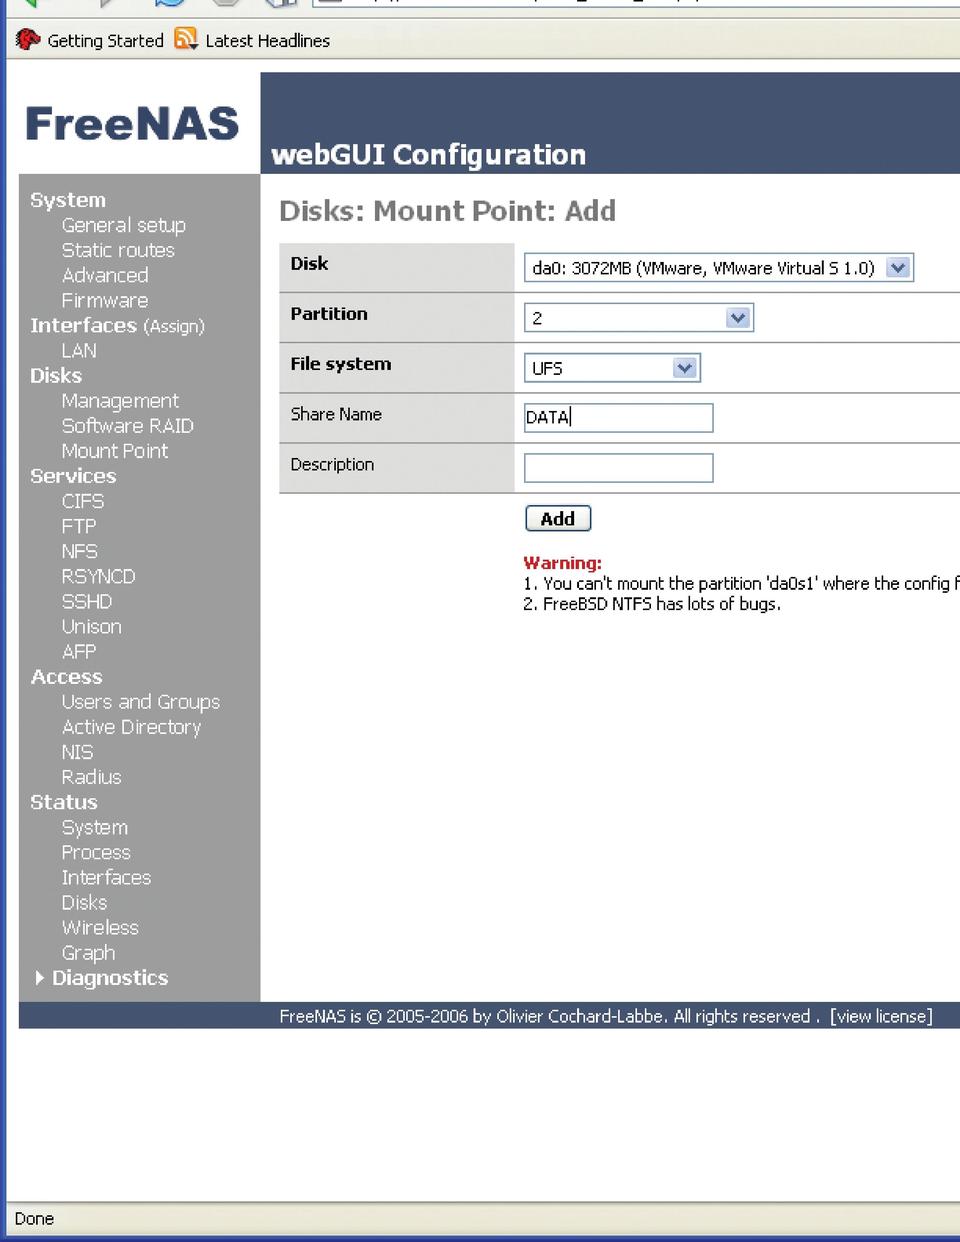 Getting Started Latest Headlines
FreeNAS
webGUI Configuration
System
General setup
Static routes
Advanced
Firmware
Interfaces (Assign)
LAN
Disks
Management
Software RAID
Mount Point
Services
CIFS
FTP
NFS
RSYNCD
SSHD
Unison
AFP
Access
Users and Groups
Active Directory
NIS
Radius
Status
System
Process
Interfaces
Disks
Wireless
Graph
Diagnostics
Disks: Mount Point: Add
Disk da0: 3072MB (VMware, VMware Virtual S 1.0)
Partition 2
File system UFS
Share Name DATA
Description
Add
Warning:
1. You can't mount the partition 'da0s1' where the config f
2. FreeBSD NTFS has lots of bugs.
FreeNAS is © 2005-2006 by Olivier Cochard-Labbe. All rights reserved . [view license]
Done